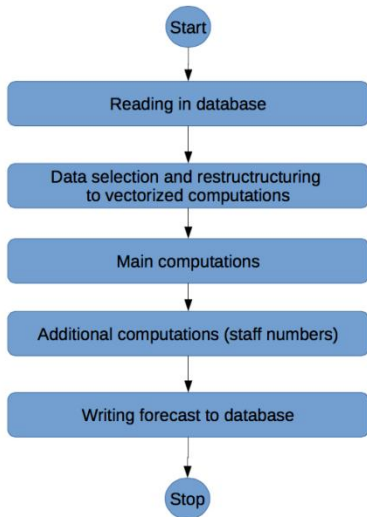 Start
Reading in database
Data selection and restructructuring
to vectorized computations
Main computations
Additional computations (staff numbers)
Writing forecast to database
Stop